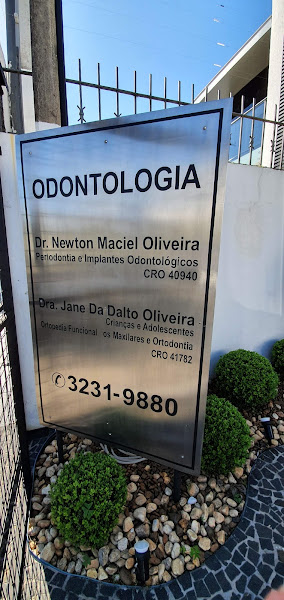 ODONTOLOGIA
Dr. Newton Maciel Oliveira
Periodontia e Implantes Odontológicos
CRO 40940
Dra. Jane Da Dalto Oliveira
Crianças e Adolescentes
Ortopedia Funcional os Maxilares e Ortodontia
CRO 41782
3231-9880